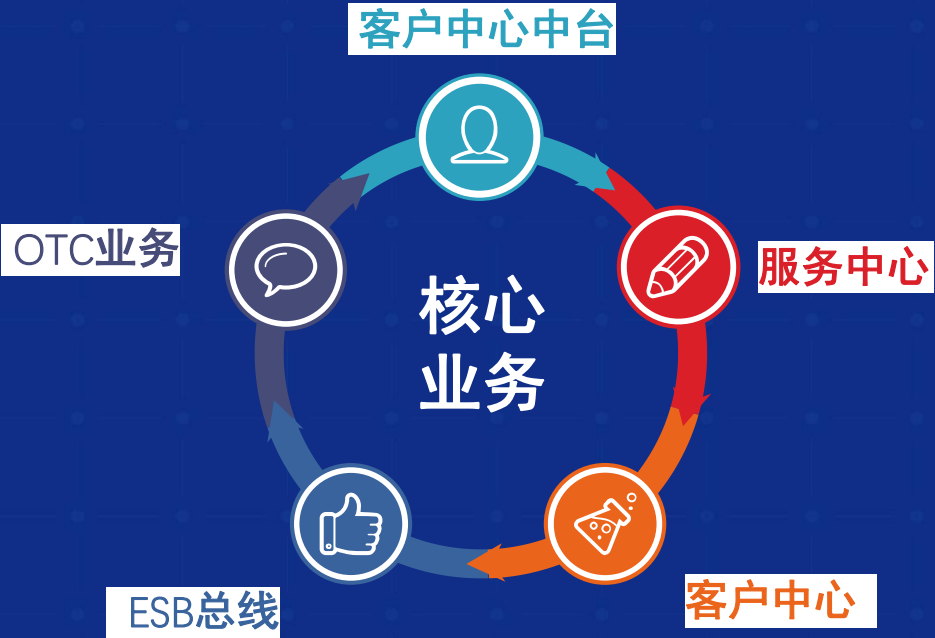 客户中心中台
OTC业务
服务中心
核心
业务
ESB总线
客户中心